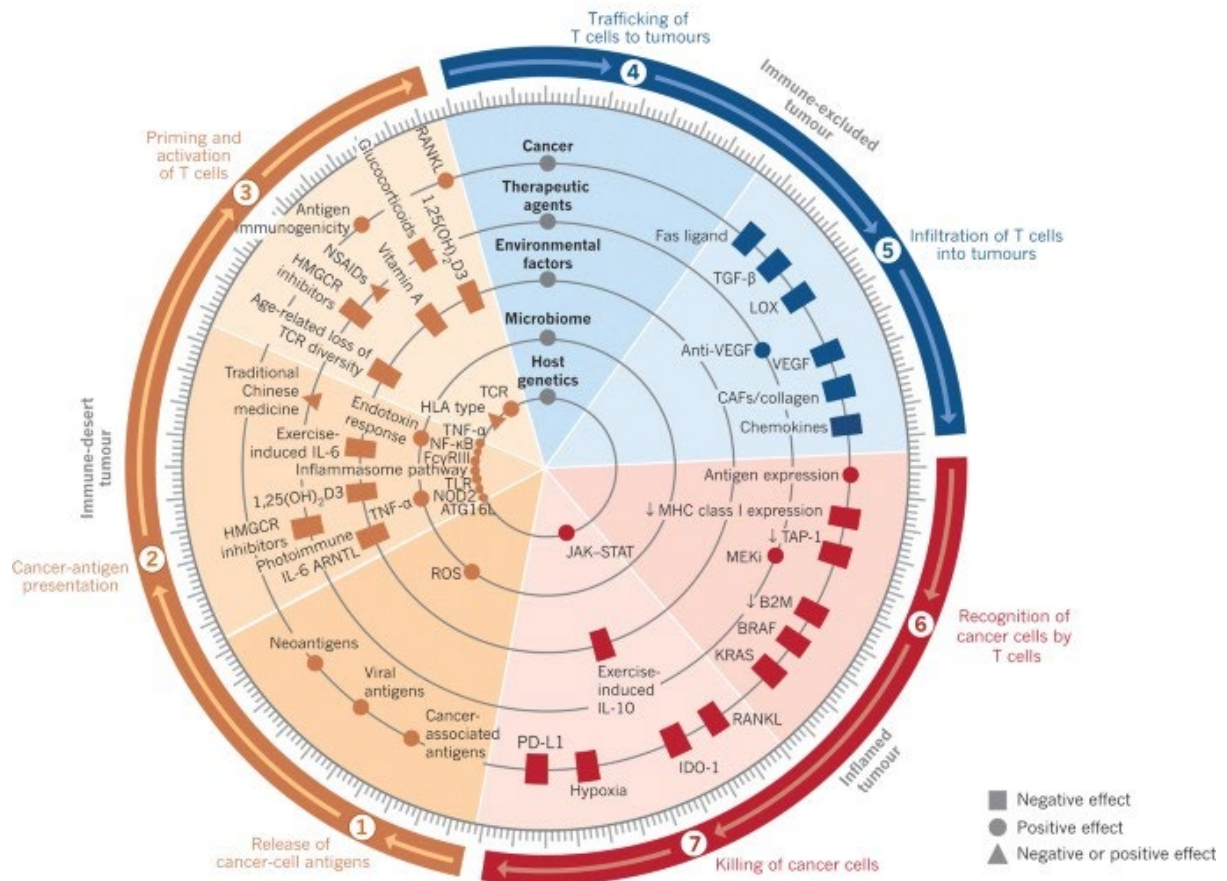 Trafficking of
T cells to tumours
4
Immune-excluded
tumour
5
Infiltration of T cells
into tumours
Priming and
activation
of T cells
3
Cancer
Therapeutic
agents
Environmental
factors
Microbiome
Host
genetics
RANKL
Glucocorticoids
1,25(OH)2D3
Antigen
immunogenicity
NSAIDs
HMGCR
inhibitors
Vitamin A
Age-related loss of
TCR diversity
TCR
HLA type
Fas ligand
TGF-β
LOX
Anti-VEGF
VEGF
CAFs/collagen
Chemokines
Immune-desert
tumour
2
Cancer-antigen
presentation
Traditional
Chinese
medicine
Endotoxin
response
TNF-α
NF-κB
FcγRIII
Exercise-
induced IL-6
Inflammasome pathway
TLR
NOD2
ATG16L
1,25(OH)2D3
TNF-α
HMGCR
inhibitors
Photoimmune
IL-6 ARNTL
ROS
Neoantigens
Viral
antigens
Cancer-
associated
antigens
1
Release of
cancer-cell antigens
Antigen expression
↓MHC class I expression
↓TAP-1
MEKi
↓B2M
BRAF
KRAS
6
Recognition of
cancer cells by
T cells
Inflamed
tumour
JAK–STAT
Exercise-
induced
IL-10
RANKL
IDO-1
PD-L1
Hypoxia
7
Killing of cancer cells
Negative effect
Positive effect
Negative or positive effect